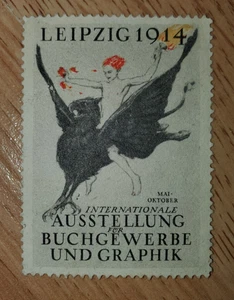 LEIPZIG 1914
MAI-
OKTOBER
INTERNATIONALE
AUSSTELLUNG
FÜR
BUCHGEWERBE
UND GRAPHIK